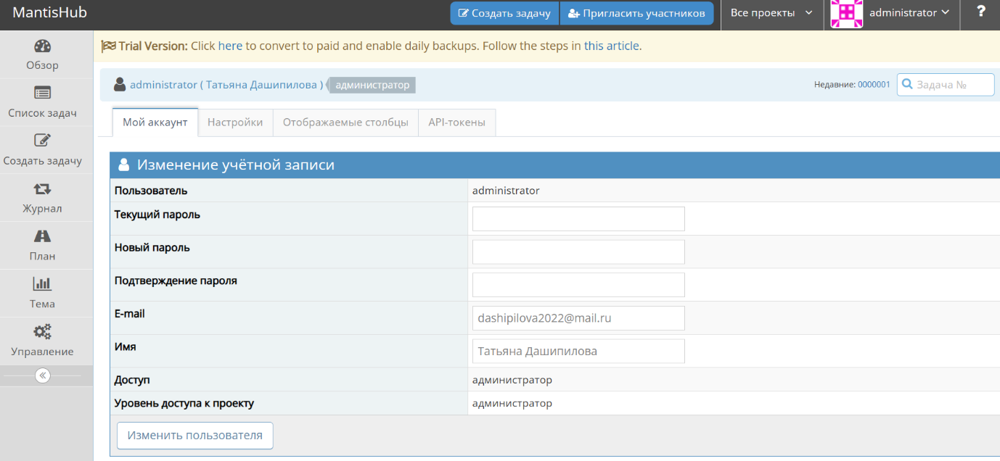 MantisHub
Создать задачу
Пригласить участников
Все проекты
administrator
?
Trial Version: Click here to convert to paid and enable daily backups. Follow the steps in this article.
Обзор
Список задач
Создать задачу
Журнал
План
Тема
Управление
administrator ( Татьяна Дашипилова )
администратор
Недавние: 0000001
Задача №
Мой аккаунт
Настройки
Отображаемые столбцы
API-токены
Изменение учётной записи
Пользователь administrator
Текущий пароль
Новый пароль
Подтверждение пароля
E-mail dashipilova2022@mail.ru
Имя Татьяна Дашипилова
Доступ администратор
Уровень доступа к проекту администратор
Изменить пользователя